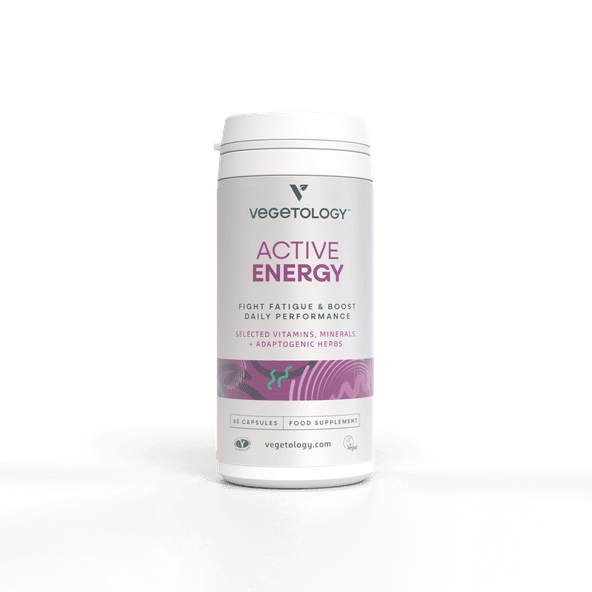 VEGETOLOGY™
ACTIVE
ENERGY
FIGHT FATIGUE & BOOST
DAILY PERFORMANCE
SELECTED VITAMINS, MINERALS
+ ADAPTOGENIC HERBS
60 CAPSULES FOOD SUPPLEMENT
vegetology.com